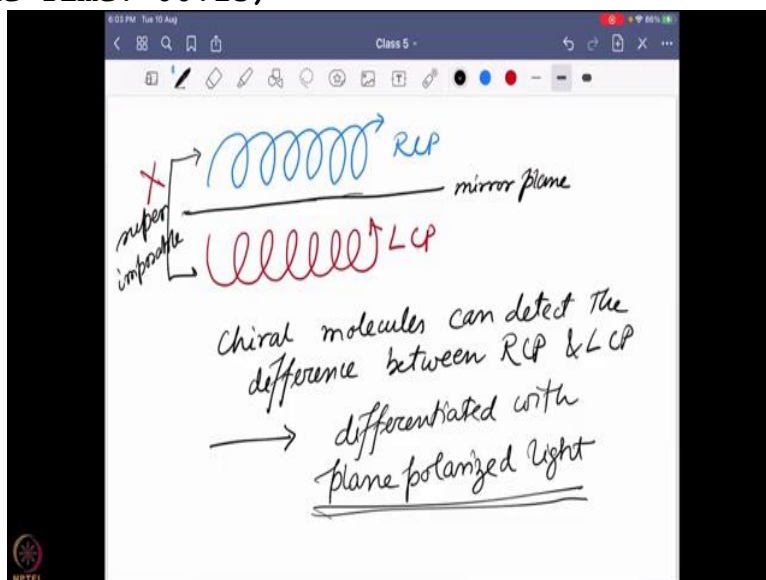 6:03 PM Tue 10 Aug
66%
Class 5
RCP
mirror plane
X
super
imposable
LCP
Chiral molecules can detect the
difference between RCP & LCP
→ differentiated with
plane polarized light
NPTEL